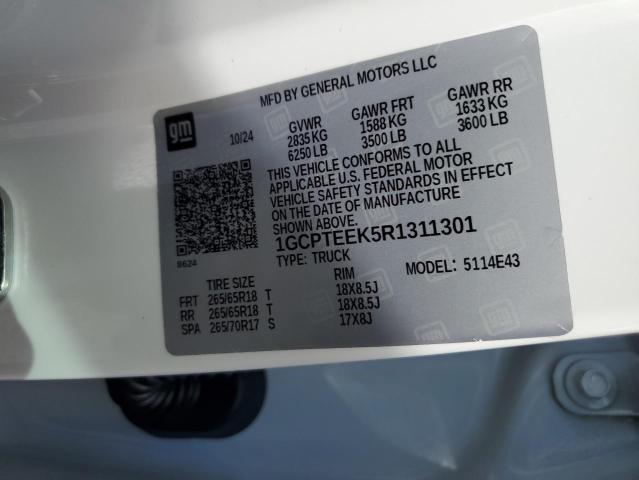 MFD BY GENERAL MOTORS LLC
gm
10/24
GVWR GAWR FRT GAWR RR
2835 KG 1588 KG 1633 KG
6250 LB 3500 LB 3600 LB
THIS VEHICLE CONFORMS TO ALL
APPLICABLE U.S. FEDERAL MOTOR
VEHICLE SAFETY STANDARDS IN EFFECT
ON THE DATE OF MANUFACTURE
SHOWN ABOVE.
1GCPTEEK5R1311301
TYPE: TRUCK MODEL: 5114E43
B624
TIRE SIZE RIM
FRT 265/65R18 T 18X8.5J
RR 265/65R18 T 18X8.5J
SPA 265/70R17 S 17X8J